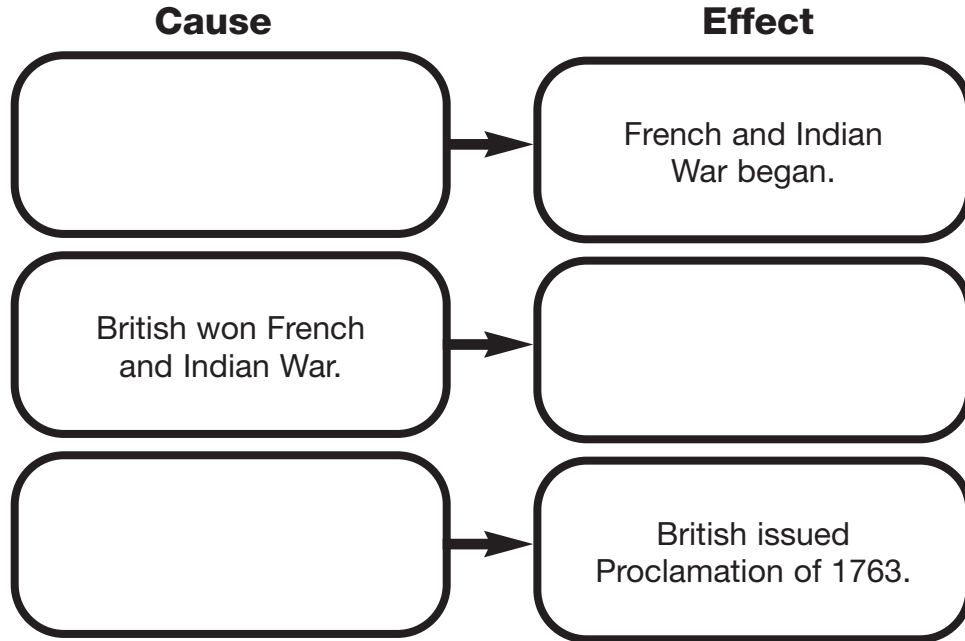 Cause
Effect
French and Indian
War began.
British won French
and Indian War.
British issued
Proclamation of 1763.